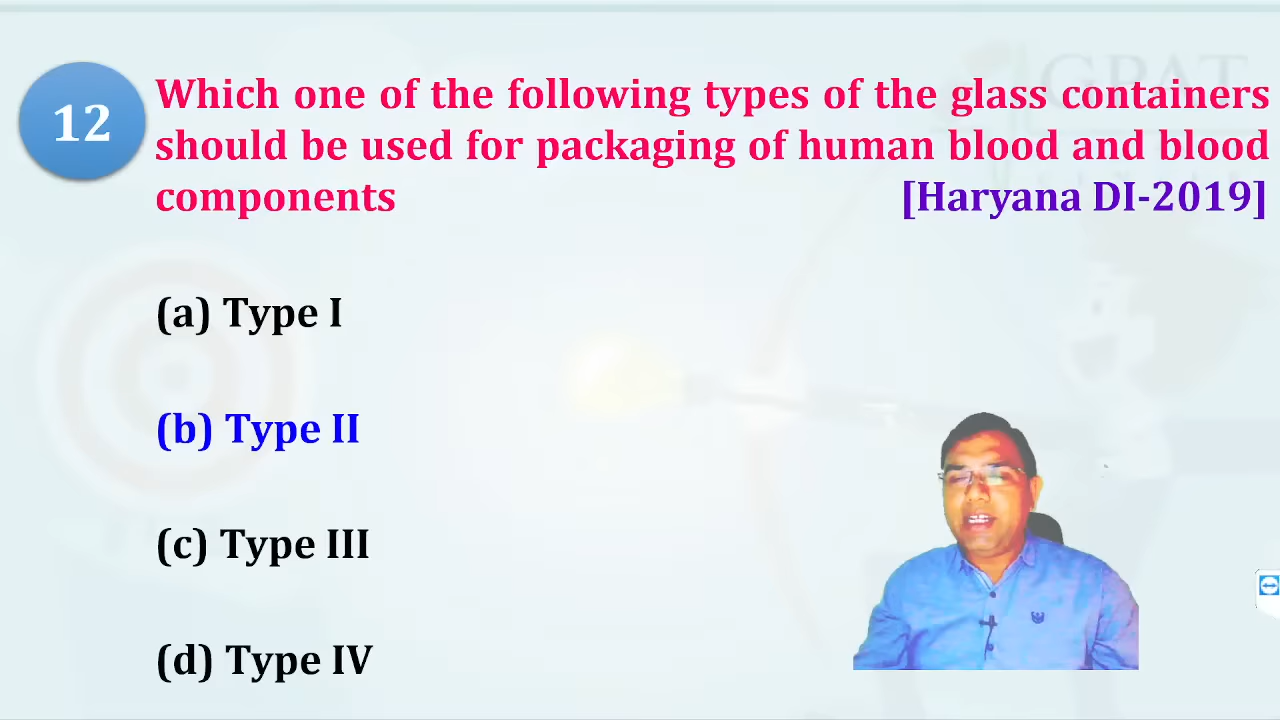 12
Which one of the following types of the glass containers
should be used for packaging of human blood and blood
components [Haryana DI-2019]
(a) Type I
(b) Type II
(c) Type III
(d) Type IV
GPAT